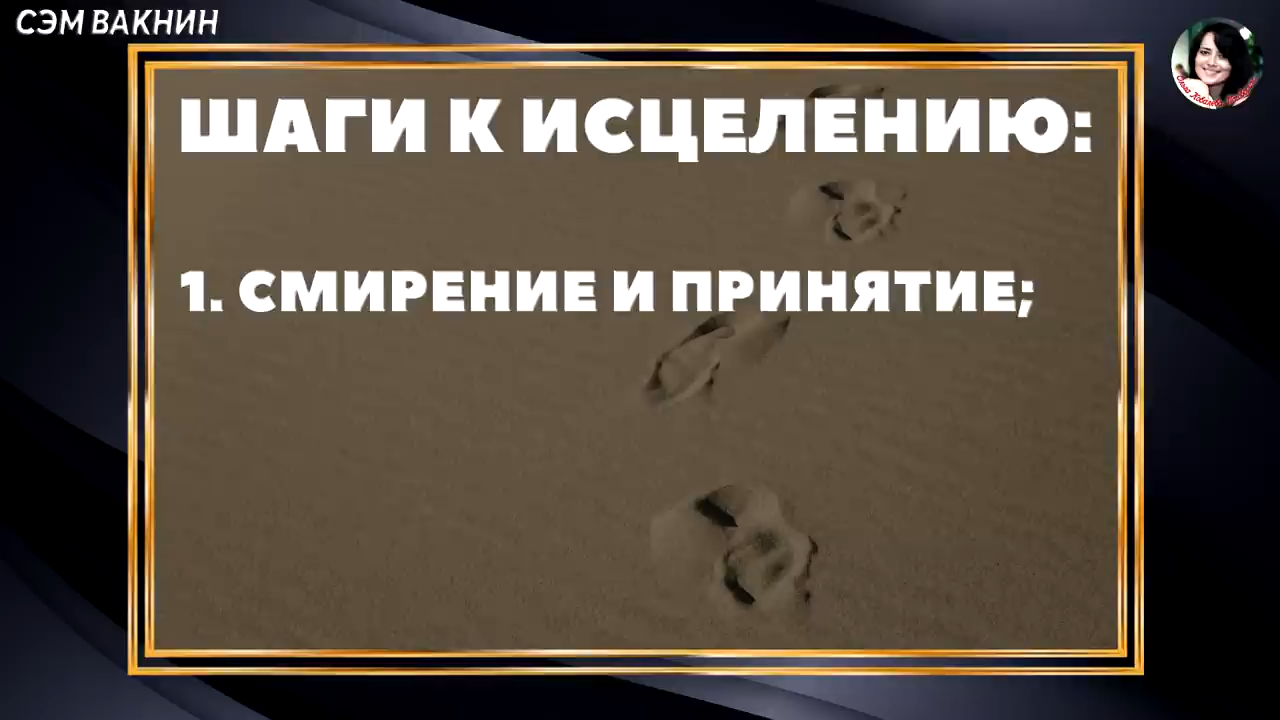 СЭМ ВАКНИН
ШАГИ К ИСЦЕЛЕНИЮ:
1. СМИРЕНИЕ И ПРИНЯТИЕ;